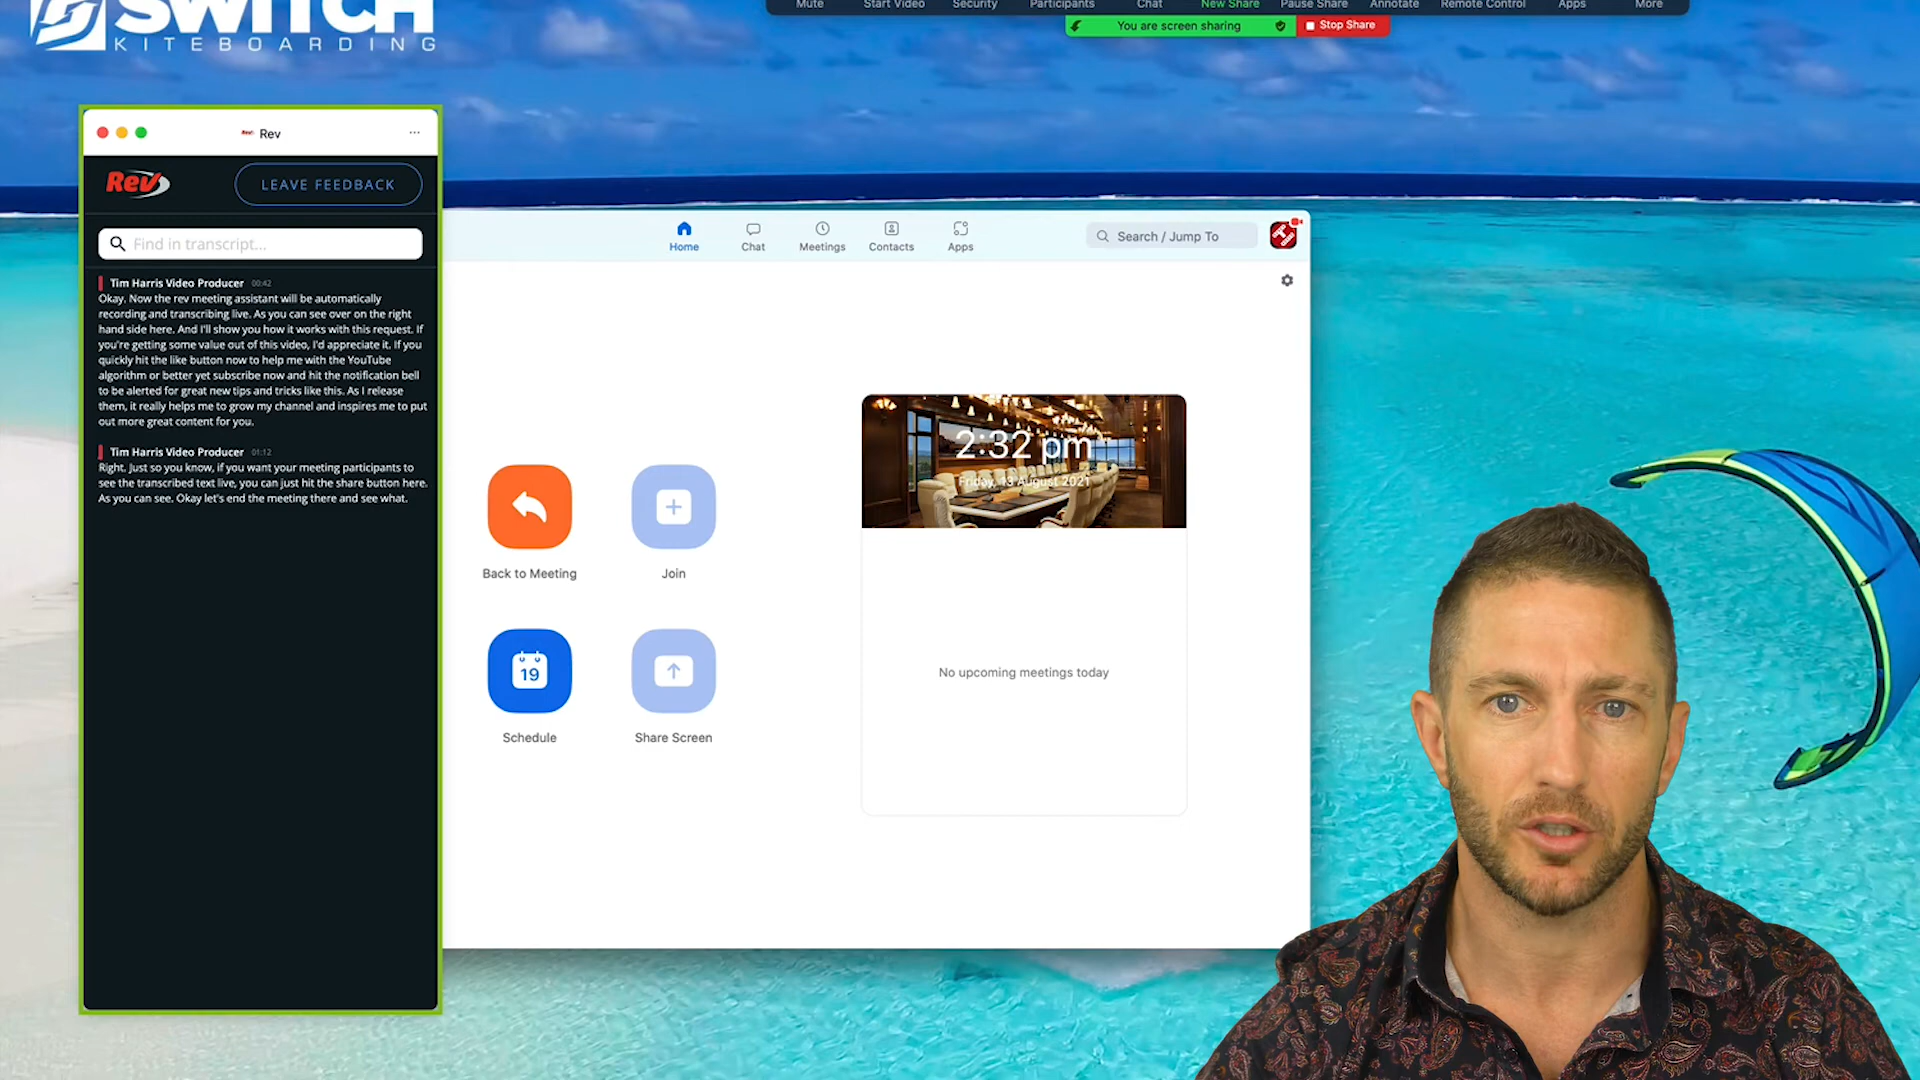 SWITCH
KITEBOARDING
Mute
Start Video
Security
Participants
Chat
New Share
Pause Share
Annotate
Remote Control
Apps
More
You are screen sharing
Stop Share
Rev
Rev
LEAVE FEEDBACK
Find in transcript...
Tim Harris Video Producer 00:42
Okay. Now the rev meeting assistant will be automatically
recording and transcribing live. As you can see over on the right
hand side here. And I'll show you how it works with this request. If
you're getting some value out of this video, I'd appreciate it. If you
quickly hit the like button now to help me with the YouTube
algorithm or better yet subscribe now and hit the notification bell
to be alerted for great new tips and tricks like this. As I release
them, it really helps me to grow my channel and inspires me to put
out more great content for you.
Tim Harris Video Producer 01:12
Right. Just so you know, if you want your meeting participants to
see the transcribed text live, you can just hit the share button here.
As you can see. Okay let's end the meeting there and see what.
Home
Chat
Meetings
Contacts
Apps
Search / Jump To
2:32 pm
Friday, 13 August 2021
Back to Meeting
Join
19
Schedule
Share Screen
No upcoming meetings today